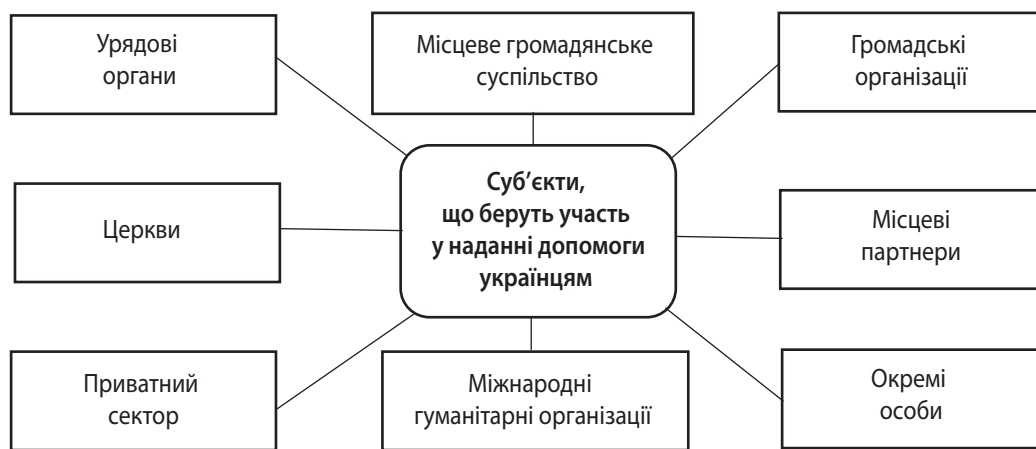 Урядові
органи
Місцеве громадянське
суспільство
Громадські
організації
Церкви
Суб’єкти,
що беруть участь
у наданні допомоги
українцям
Місцеві
партнери
Приватний
сектор
Міжнародні
гуманітарні організації
Окремі
особи